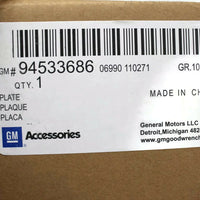 GM# 94533686 06990 110271 GR.10
QTY. 1
PLATE
PLAQUE
PLACA
MADE IN CH
GM Accessories
General Motors LLC
Detroit, Michigan 482
www.gmgoodwrench